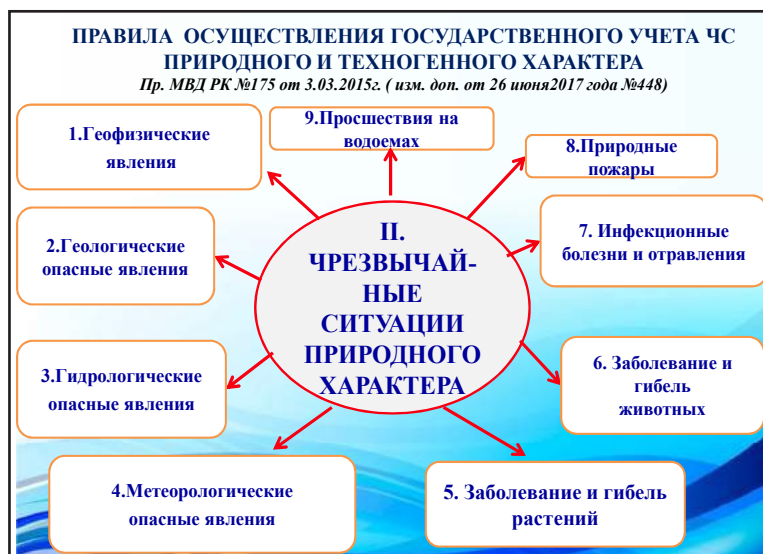 ПРАВИЛА ОСУЩЕСТВЛЕНИЯ ГОСУДАРСТВЕННОГО УЧЕТА ЧС
ПРИРОДНОГО И ТЕХНОГЕННОГО ХАРАКТЕРА
Пр. МВД РК №175 от 3.03.2015г. ( изм. доп. от 26 июня2017 года №448)
1.Геофизические
явления
9.Просшествия на
водоемах
8.Природные
пожары
2.Геологические
опасные явления
II.
ЧРЕЗВЫЧАЙ-
НЫЕ
СИТУАЦИИ
ПРИРОДНОГО
ХАРАКТЕРА
7. Инфекционные
болезни и отравления
3.Гидрологические
опасные явления
6. Заболевание и
гибель
животных
4.Метеорологические
опасные явления
5. Заболевание и гибель
растений